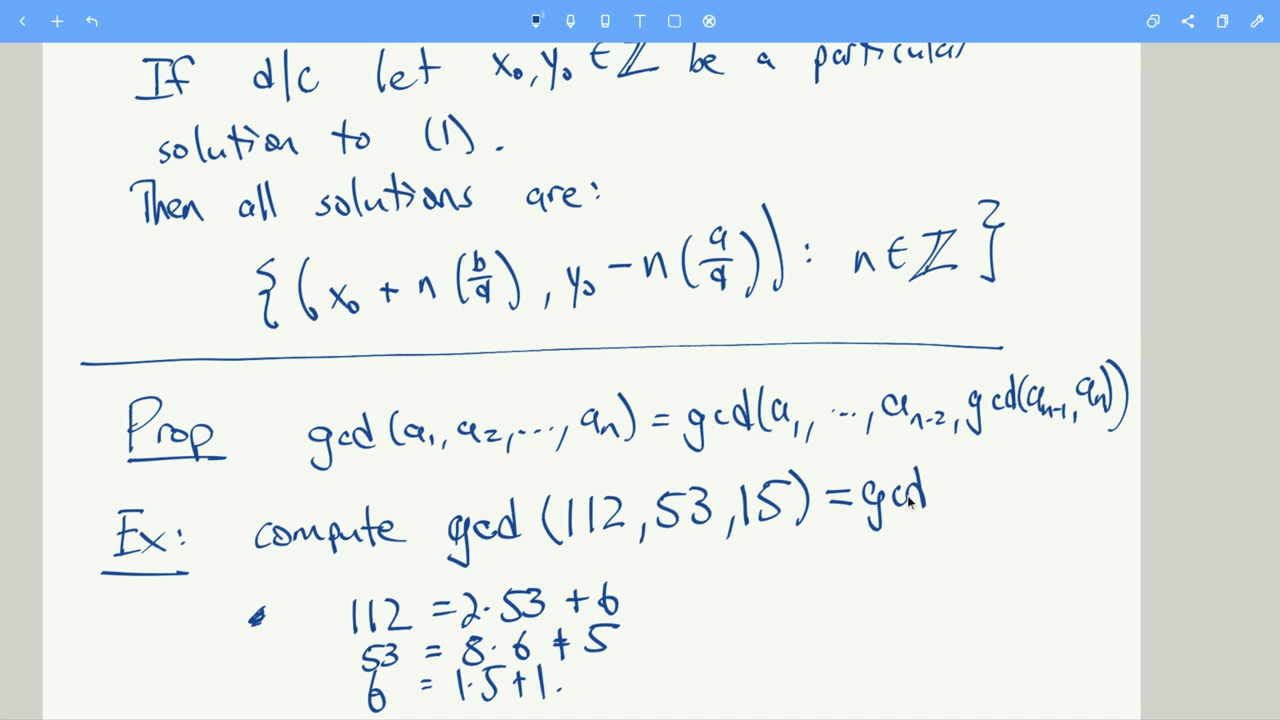 If d/c let x₀, y₀ ∈ ℤ be a particular
solution to (1).
Then all solutions are:
{(x₀ + n(b/d), y₀ - n(a/d)) : n ∈ ℤ}
Prop gcd(a₁, a₂, ..., aₙ) = gcd(a₁, ..., aₙ₋₂, gcd(aₙ₋₁, aₙ))
Ex: compute gcd(112, 53, 15) = gcd
112 = 2·53 + 6
53 = 8·6 + 5
6 = 1·5 + 1.